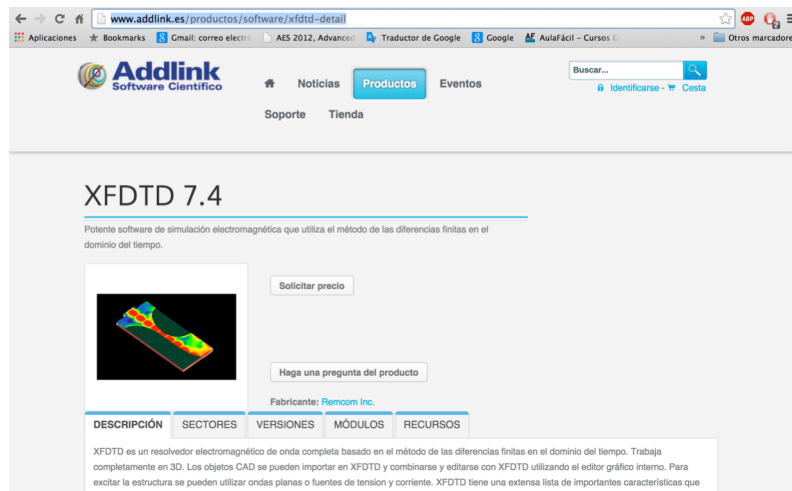 www.addlink.es/productos/software/xfdtd-detail
Aplicaciones Bookmarks Gmail: correo electró AES 2012, Advanced Traductor de Google Google AulaFácil - Cursos » Otros marcadore
Addlink
Software Científico
Noticias Productos Eventos
Soporte Tienda
Buscar...
Identificarse - Cesta
XFDTD 7.4
Potente software de simulación electromagnética que utiliza el método de las diferencias finitas en el
dominio del tiempo.
Solicitar precio
Haga una pregunta del producto
Fabricante: Remcom Inc.
DESCRIPCIÓN SECTORES VERSIONES MÓDULOS RECURSOS
XFDTD es un resolvedor electromagnético de onda completa basado en el método de las diferencias finitas en el dominio del tiempo. Trabaja
completamente en 3D. Los objetos CAD se pueden importar en XFDTD y combinarse y editarse con XFDTD utilizando el editor gráfico interno. Para
excitar la estructura se pueden utilizar ondas planas o fuentes de tension y corriente. XFDTD tiene una extensa lista de importantes características que